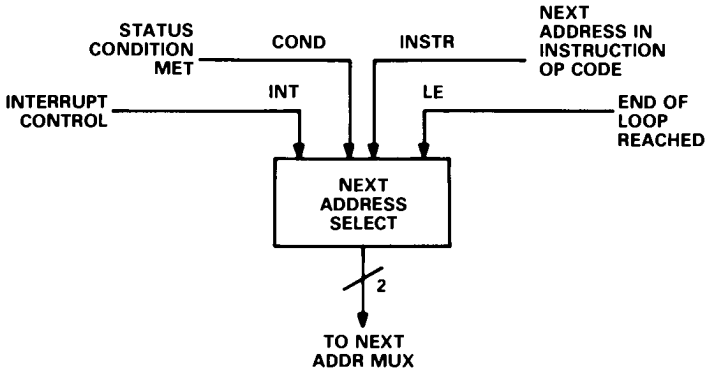 STATUS
CONDITION
MET
COND
INSTR
NEXT
ADDRESS IN
INSTRUCTION
OP CODE
INTERRUPT
CONTROL
INT
LE
END OF
LOOP
REACHED
NEXT
ADDRESS
SELECT
2
TO NEXT
ADDR MUX